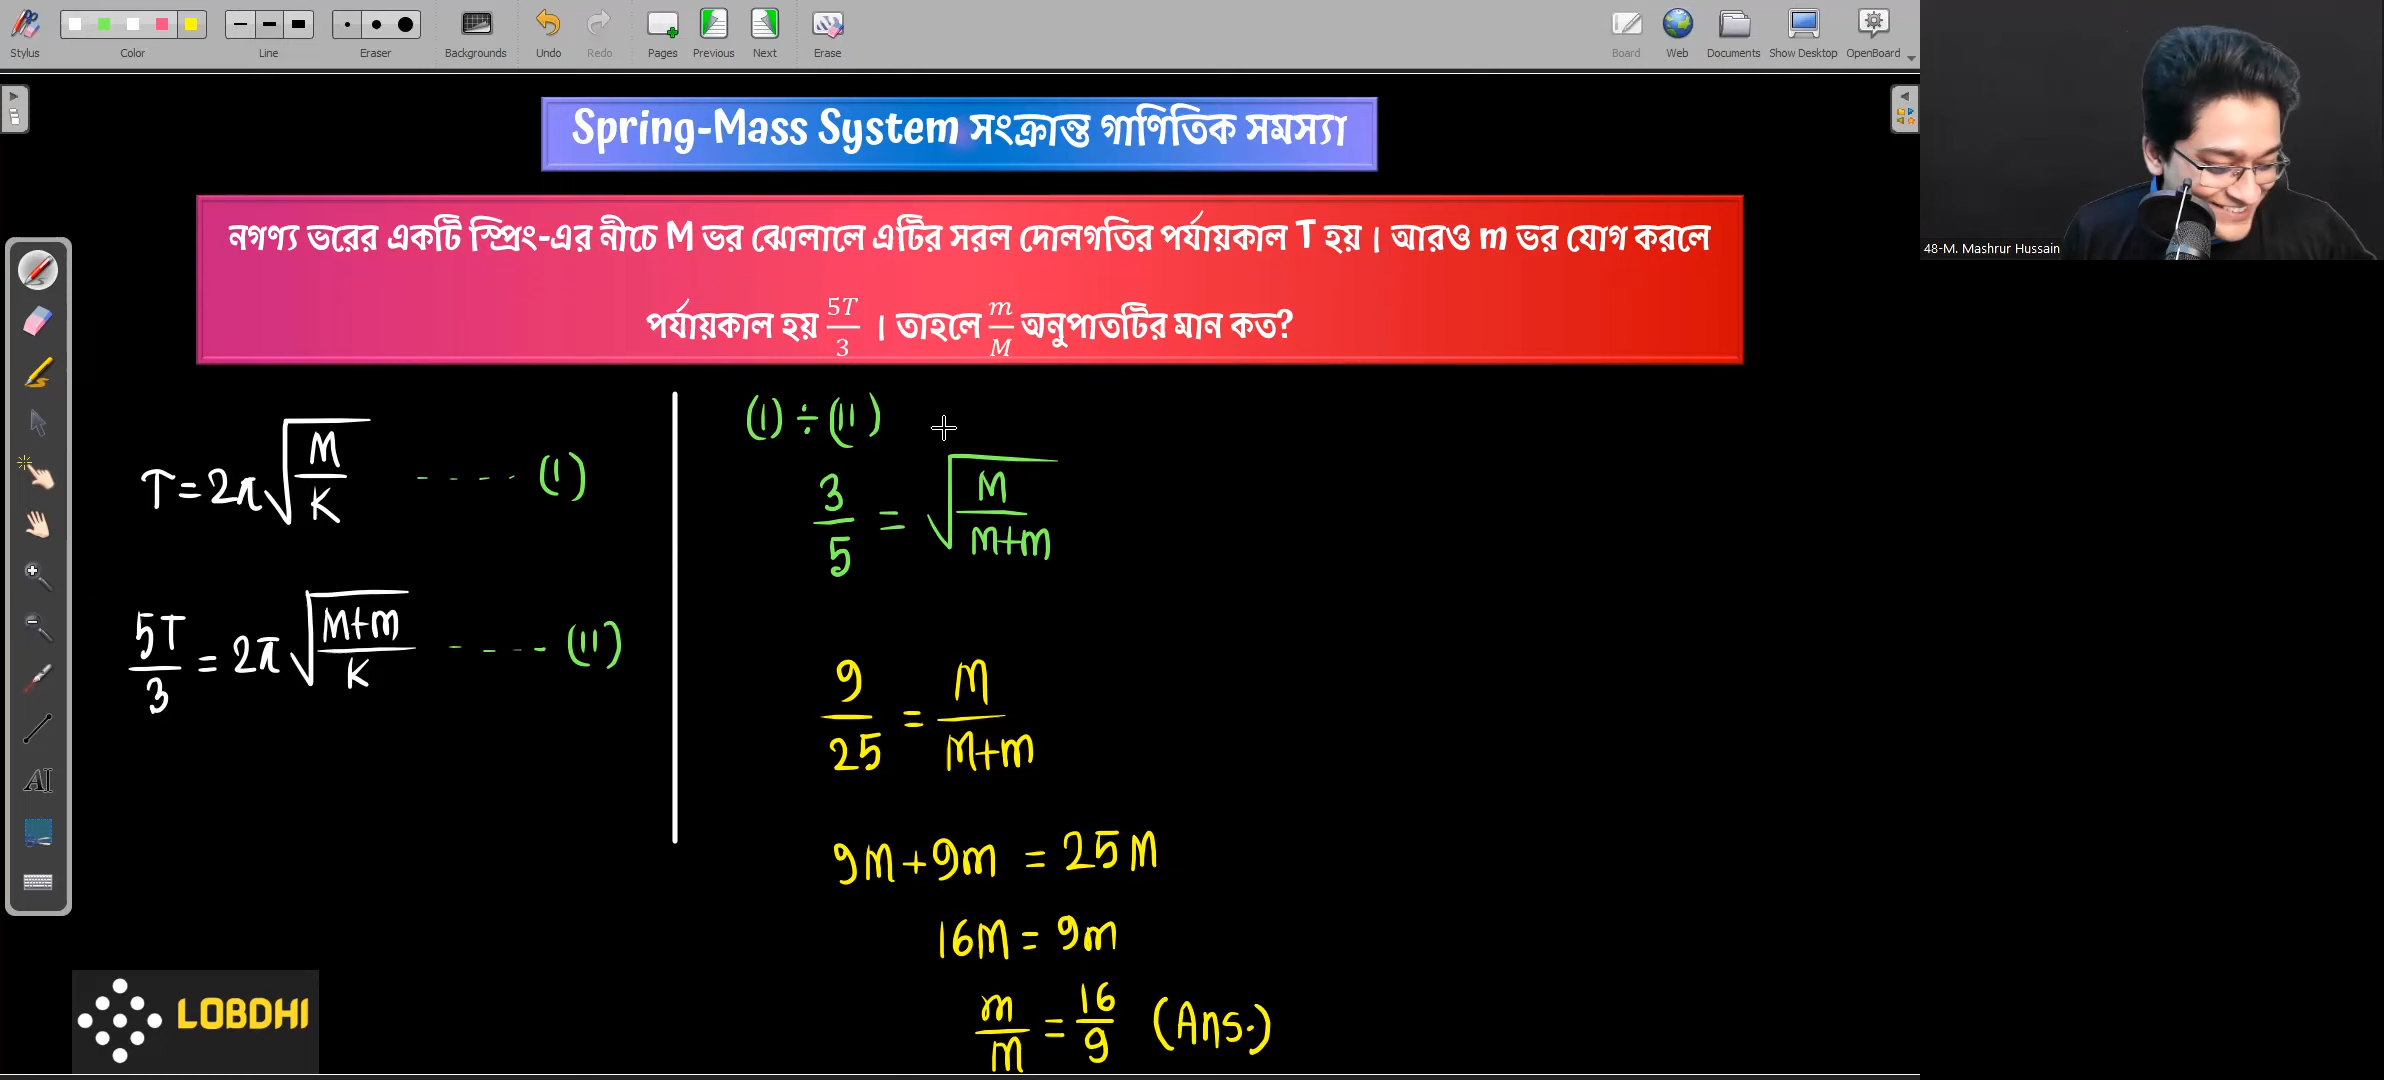 Stylus Color Line Eraser Backgrounds Undo Redo Pages Previous Next Erase Board Web Documents Show Desktop OpenBoard
48-M. Mashrur Hussain
Spring-Mass System সংক্রান্ত গাণিতিক সমস্যা
নগণ্য ভরের একটি স্প্রিং-এর নীচে M ভর ঝোলালে এটির সরল দোলগতির পর্যায়কাল T হয়। আরও m ভর যোগ করলে
পর্যায়কাল হয় 5T/3 । তাহলে m/M অনুপাতটির মান কত?
T = 2π√(M/K) ---- (I)
5T/3 = 2π√((M+m)/K) ---- (II)
(I) ÷ (II)
3/5 = √(M/(M+m))
9/25 = M/(M+m)
9M + 9m = 25M
16M = 9m
m/M = 16/9 (Ans.)
AI
LOBDHI